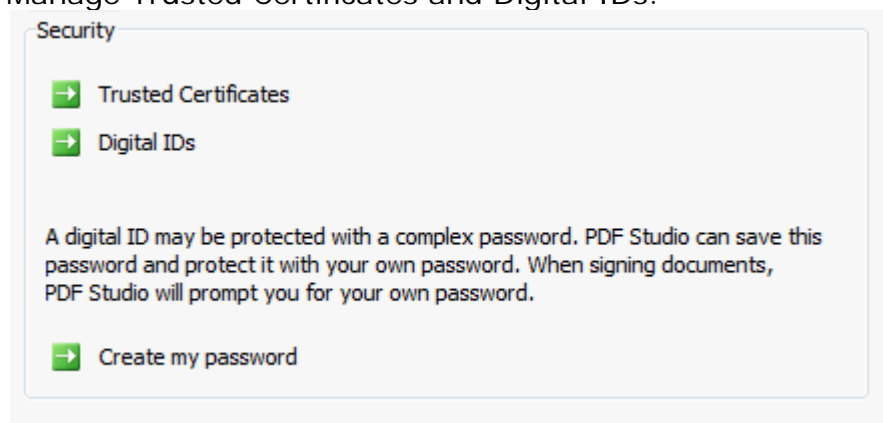 Manage Trusted Certificates and Digital IDs:
Security
Trusted Certificates
Digital IDs
A digital ID may be protected with a complex password. PDF Studio can save this
password and protect it with your own password. When signing documents,
PDF Studio will prompt you for your own password.
Create my password